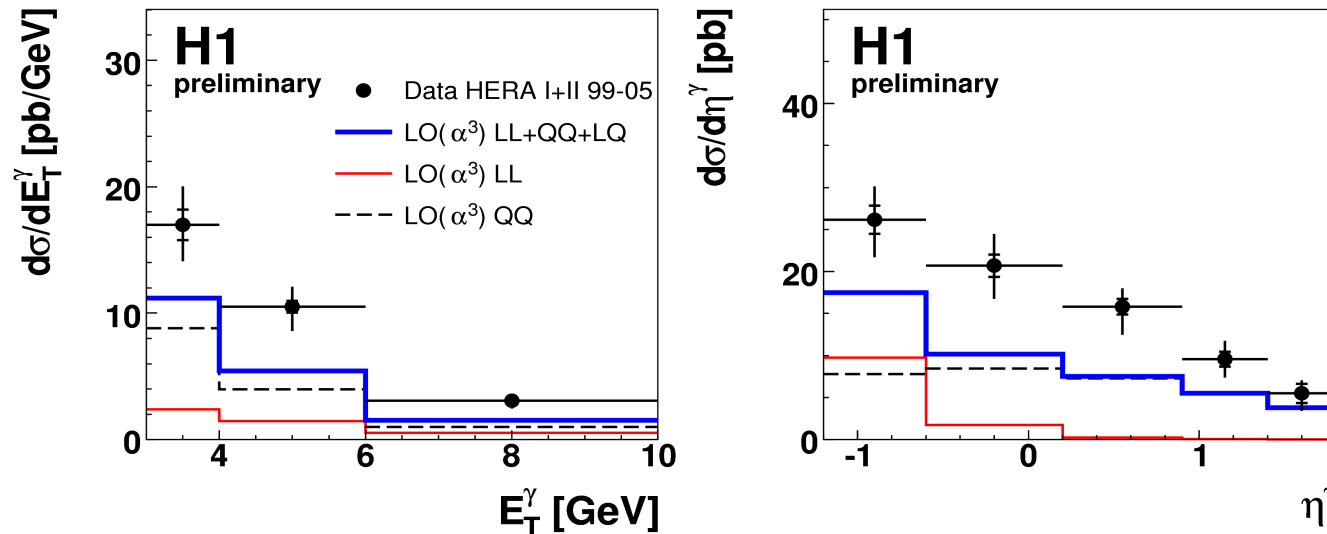 dσ/dE_T^γ [pb/GeV]
H1
preliminary
Data HERA I+II 99-05
LO(α³) LL+QQ+LQ
LO(α³) LL
LO(α³) QQ
30
20
10
0
4 6 8 10
E_T^γ [GeV]
dσ/dη^γ [pb]
H1
preliminary
40
20
0
-1 0 1
η^γ